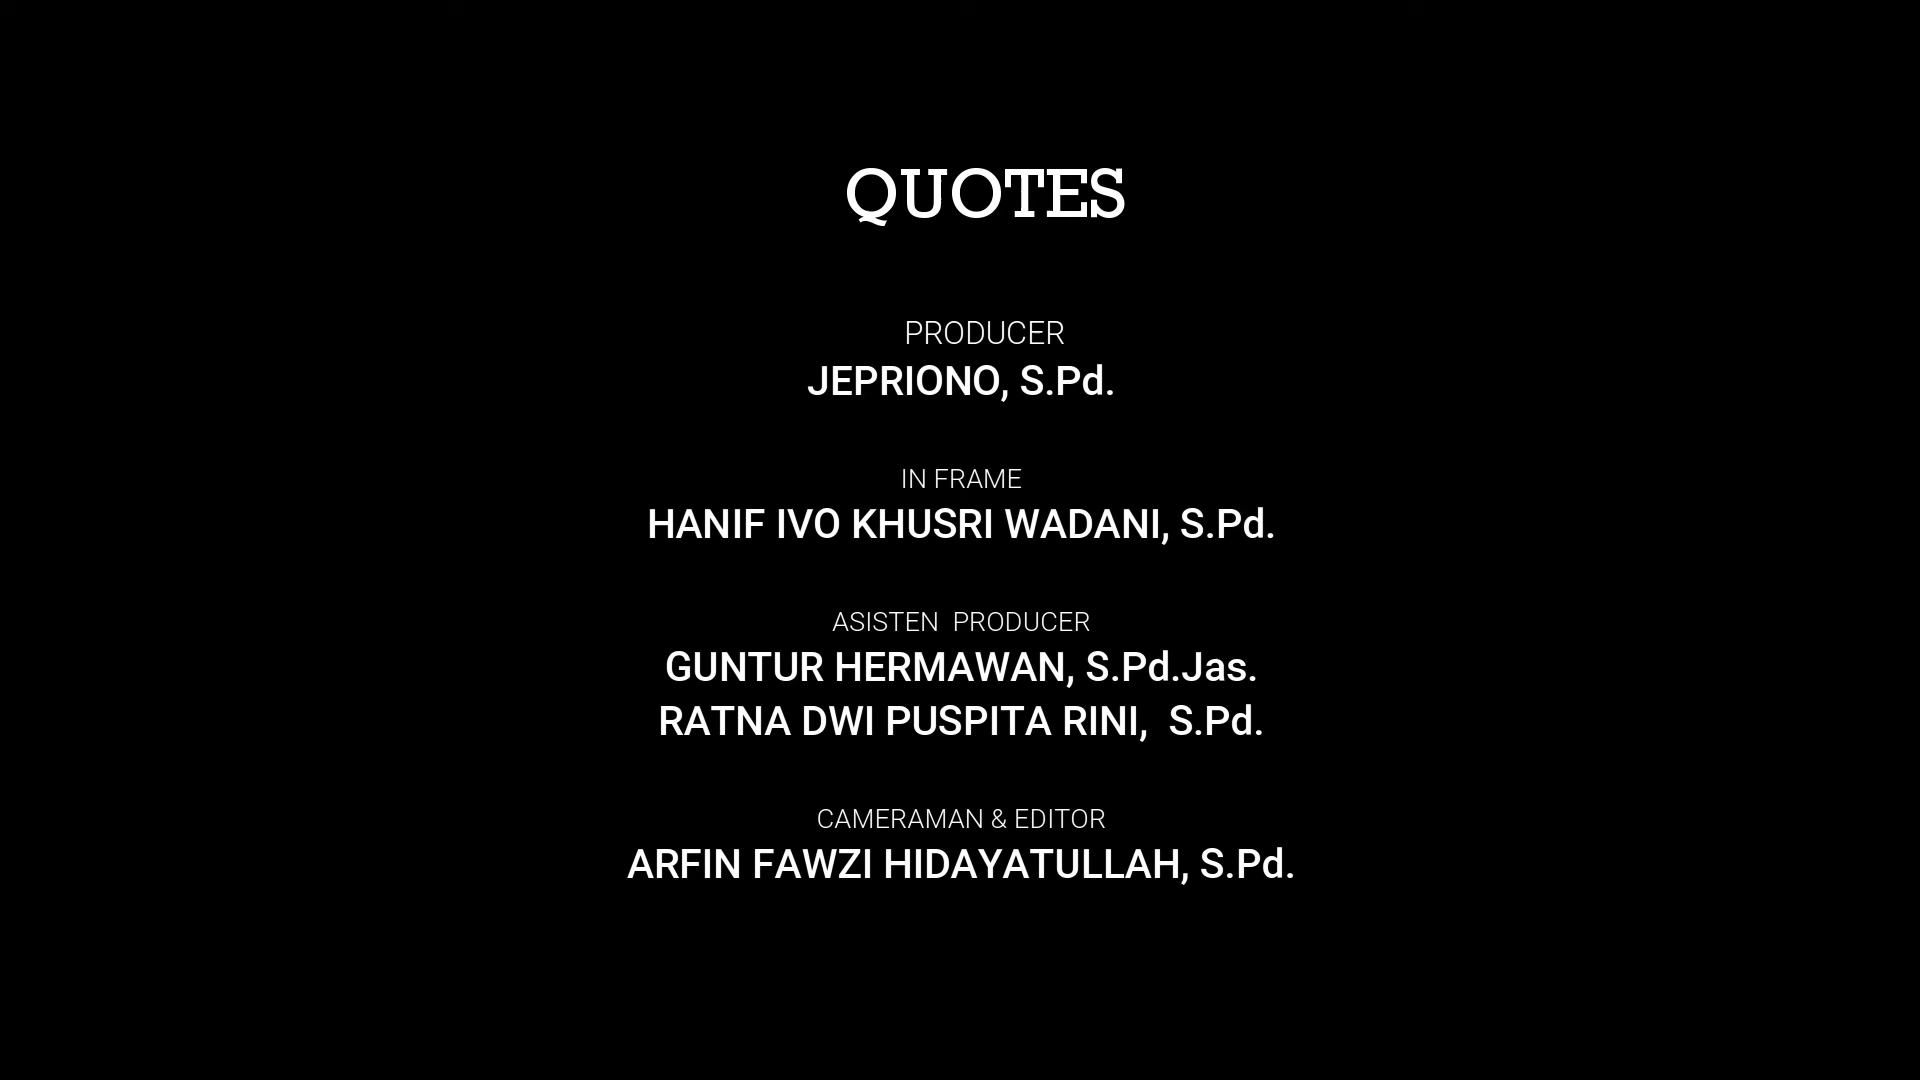 QUOTES
PRODUCER
JEPRIONO, S.Pd.
IN FRAME
HANIF IVO KHUSRI WADANI, S.Pd.
ASISTEN  PRODUCER
GUNTUR HERMAWAN, S.Pd.Jas.
RATNA DWI PUSPITA RINI,  S.Pd.
CAMERAMAN & EDITOR
ARFIN FAWZI HIDAYATULLAH, S.Pd.